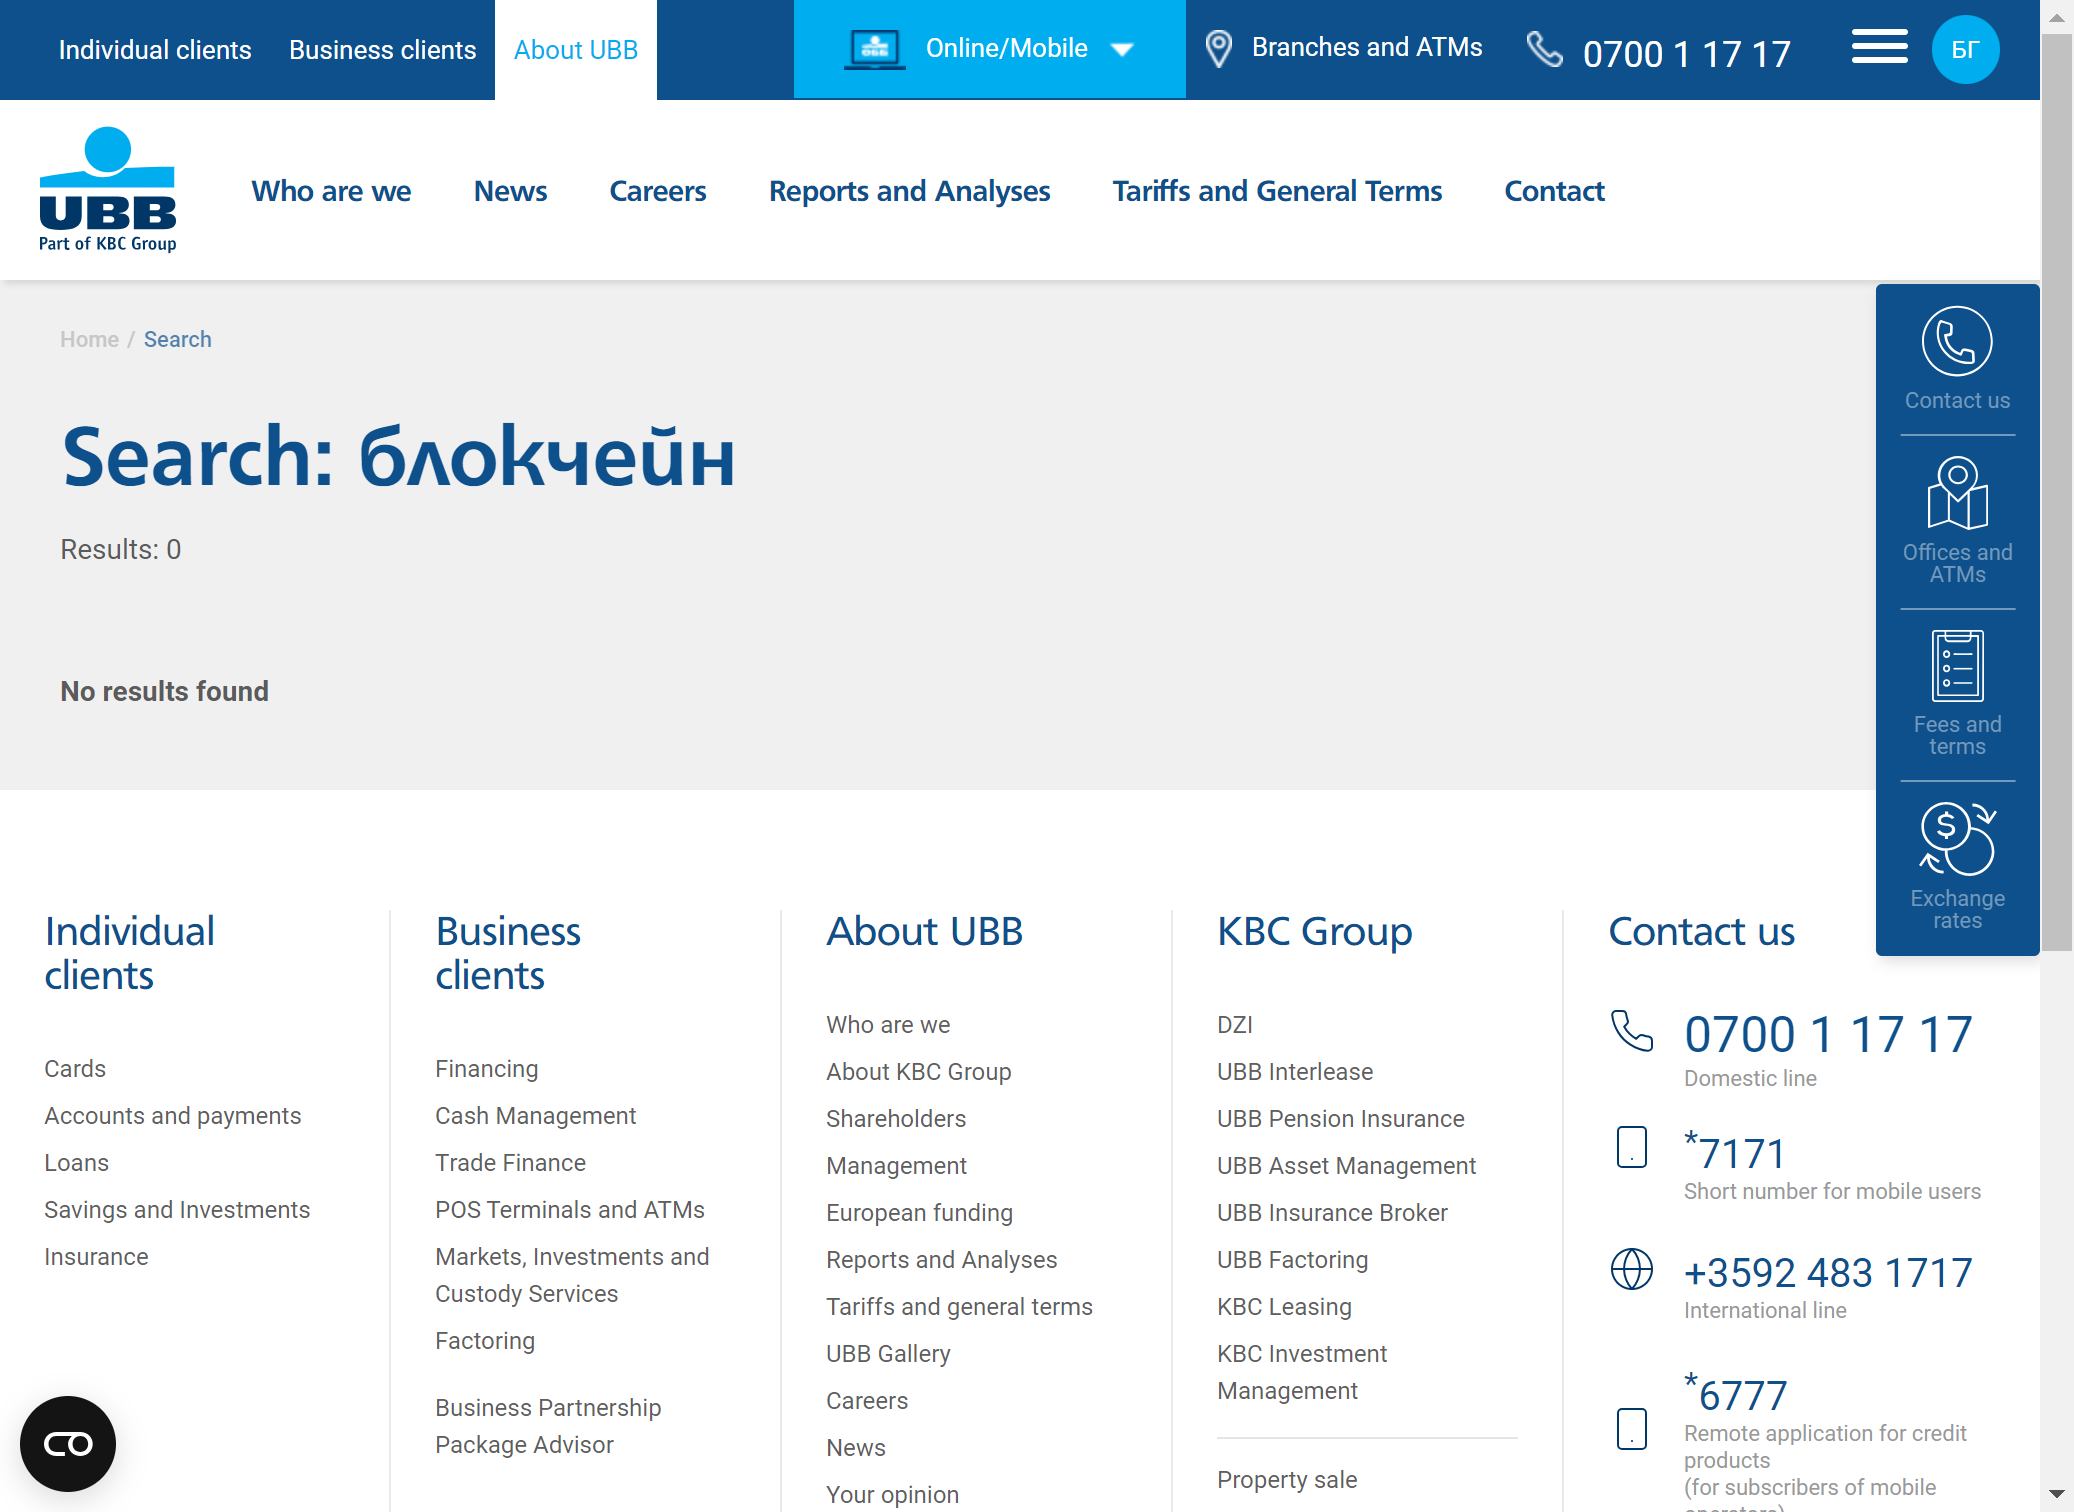 Individual clients
Business clients
About UBB
Online/Mobile
Branches and ATMs
0700 1 17 17
БГ
UBB
Part of KBC Group
Who are we
News
Careers
Reports and Analyses
Tariffs and General Terms
Contact
Home / Search
Search: блокчейн
Results: 0
No results found
Contact us
Offices and
ATMs
Fees and
terms
Exchange
rates
Individual
clients
Cards
Accounts and payments
Loans
Savings and Investments
Insurance
Business
clients
Financing
Cash Management
Trade Finance
POS Terminals and ATMs
Markets, Investments and
Custody Services
Factoring
Business Partnership
Package Advisor
About UBB
Who are we
About KBC Group
Shareholders
Management
European funding
Reports and Analyses
Tariffs and general terms
UBB Gallery
Careers
News
Your opinion
KBC Group
DZI
UBB Interlease
UBB Pension Insurance
UBB Asset Management
UBB Insurance Broker
UBB Factoring
KBC Leasing
KBC Investment
Management
Property sale
Contact us
0700 1 17 17
Domestic line
*7171
Short number for mobile users
+3592 483 1717
International line
*6777
Remote application for credit
products
(for subscribers of mobile